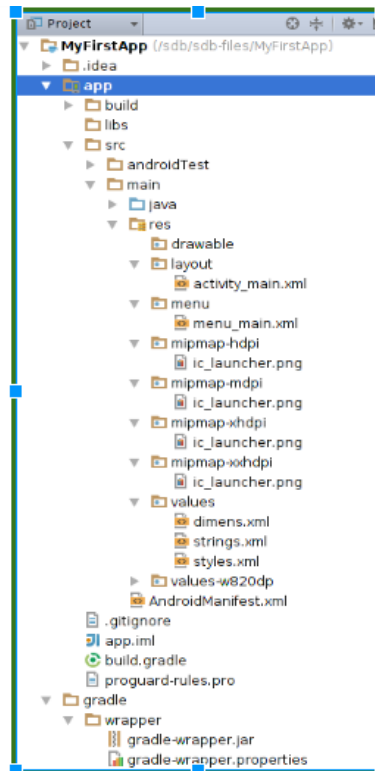 Project
MyFirstApp (/sdb/sdb-files/MyFirstApp)
.idea
app
build
libs
src
androidTest
main
java
res
drawable
layout
activity_main.xml
menu
menu_main.xml
mipmap-hdpi
ic_launcher.png
mipmap-mdpi
ic_launcher.png
mipmap-xhdpi
ic_launcher.png
mipmap-xxhdpi
ic_launcher.png
values
dimens.xml
strings.xml
styles.xml
values-w820dp
AndroidManifest.xml
.gitignore
app.iml
build.gradle
proguard-rules.pro
gradle
wrapper
gradle-wrapper.jar
gradle-wrapper.properties